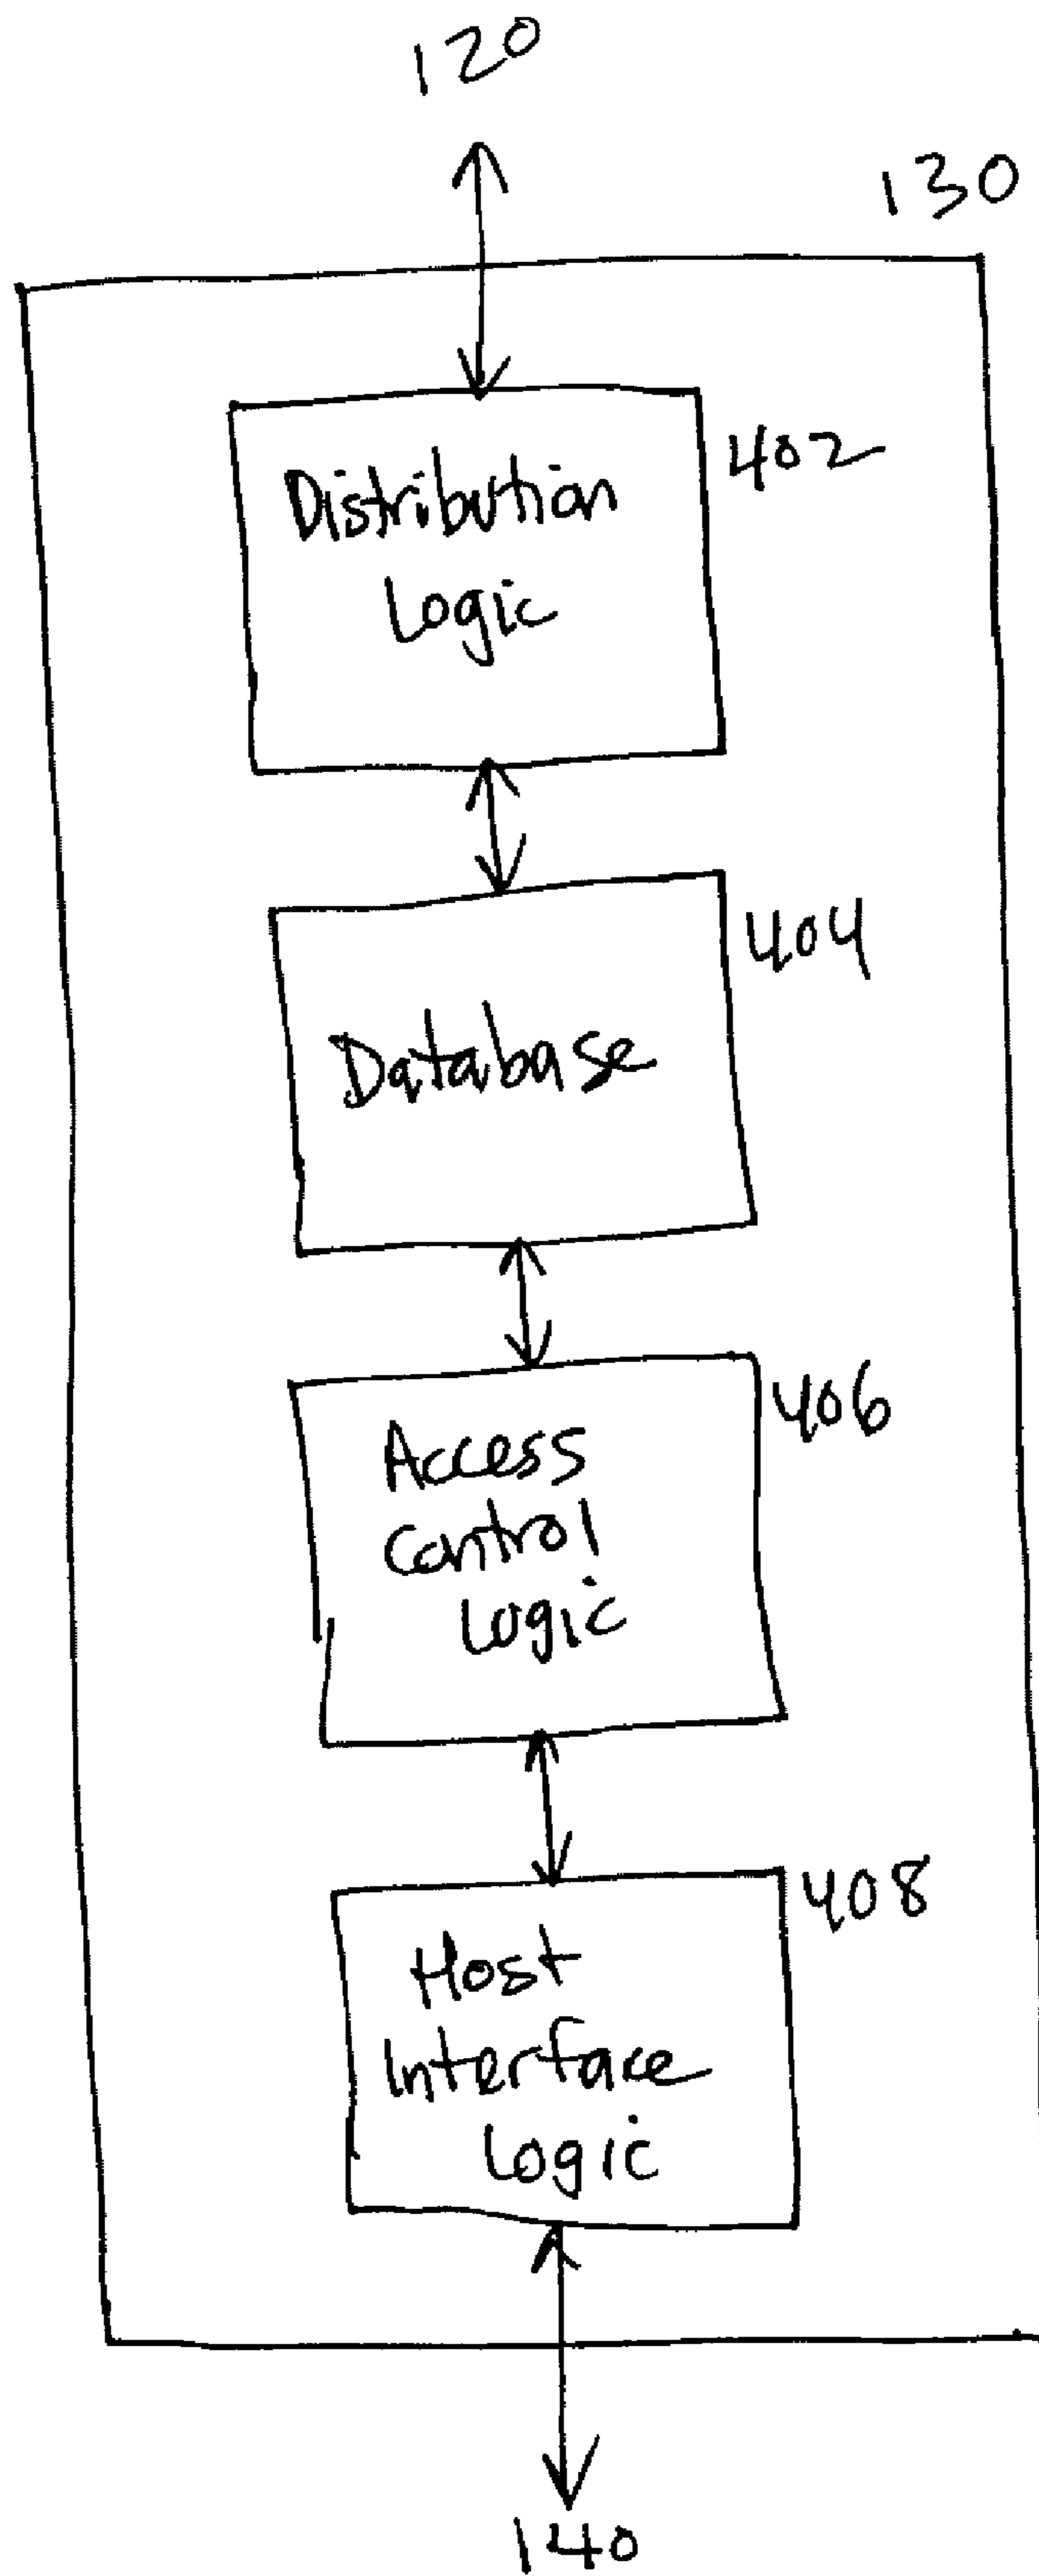 120
130
Distribution
Logic
402
Database
404
Access
Control
Logic
406
Host
Interface
Logic
408
140